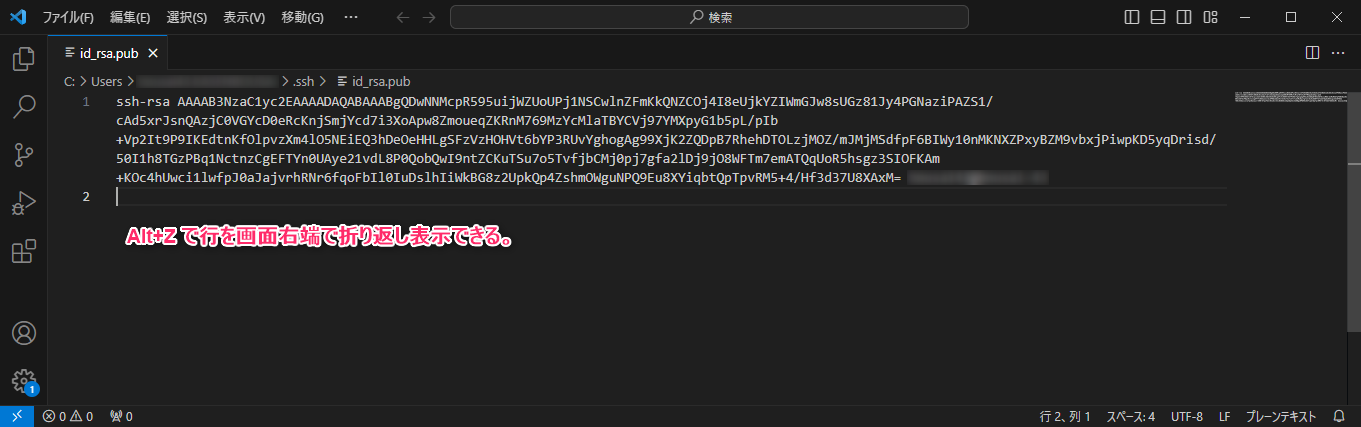 ファイル(F) 編集(E) 選択(S) 表示(V) 移動(G) ··· 検索
id_rsa.pub
C: > Users > > .ssh > id_rsa.pub
1 ssh-rsa AAAAB3NzaC1yc2EAAAADAQABAAABgQDwNNMcpR595uijWZUoUPj1NSCwlnZFmKkQNZCOj4I8eUjkYZIWmGJw8sUGz81Jy4PGNaziPAZS1/
cAd5xrJsnQAzjC0VGYcD0eRcKnjSmjYcd7i3XoApw8ZmoueqZKRnM769MzYcMlaTBYCVj97YMXpyG1b5pL/pIb
+Vp2It9P9IKEdtnKfOlpvzXm4lO5NEiEQ3hDeOeHHLgSFzVzHOHVt6bYP3RUvYghogAg99XjK2ZQDpB7RhehDTOLzjMOZ/mJMjMSdfpF6BIWy10nMKNXZPxyBZM9vbxjPiwpKD5yqDrisd/
50I1h8TGzPBq1NctnzCgEFTYn0UAye21vdL8P0QobQwI9ntZCKuTSu7o5TvfjbCMj0pj7gfa2lDj9jO8WFTm7emATQqUoR5hsgz3SIOFKAm
+KOc4hUwci1lwfpJ0aJajvrhRNr6fqoFbIl0IuDslhIiWkBG8z2UpkQp4ZshmOWguNPQ9Eu8XYiqbtQpTpvRM5+4/Hf3d37U8XAxM=
2
Alt+Z で行を画面右端で折り返し表示できる。
1
0 0 0 行 2、列 1 スペース: 4 UTF-8 LF プレーンテキスト